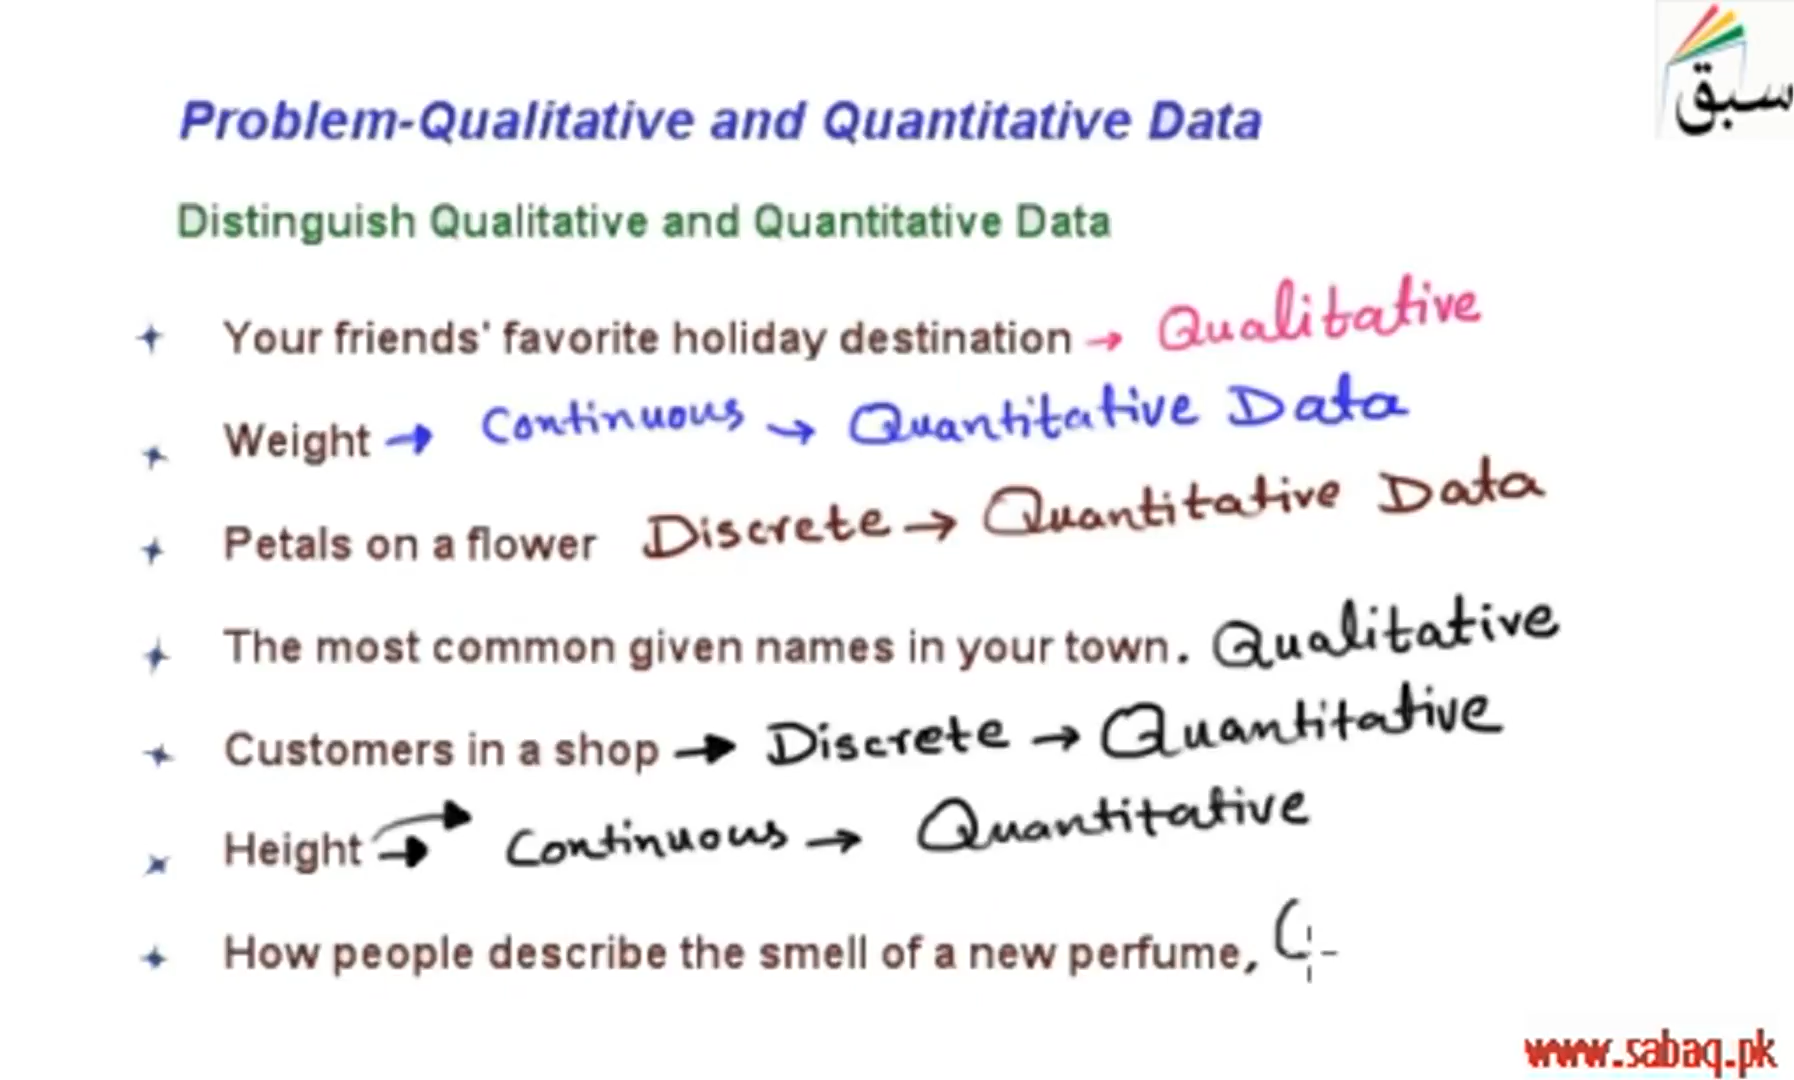 سبق
Problem-Qualitative and Quantitative Data
Distinguish Qualitative and Quantitative Data
Your friends' favorite holiday destination → Qualitative
Weight → Continuous → Quantitative Data
Petals on a flower Discrete → Quantitative Data
The most common given names in your town. Qualitative
Customers in a shop → Discrete → Quantitative
Height → Continuous → Quantitative
How people describe the smell of a new perfume,
www.sabaq.pk